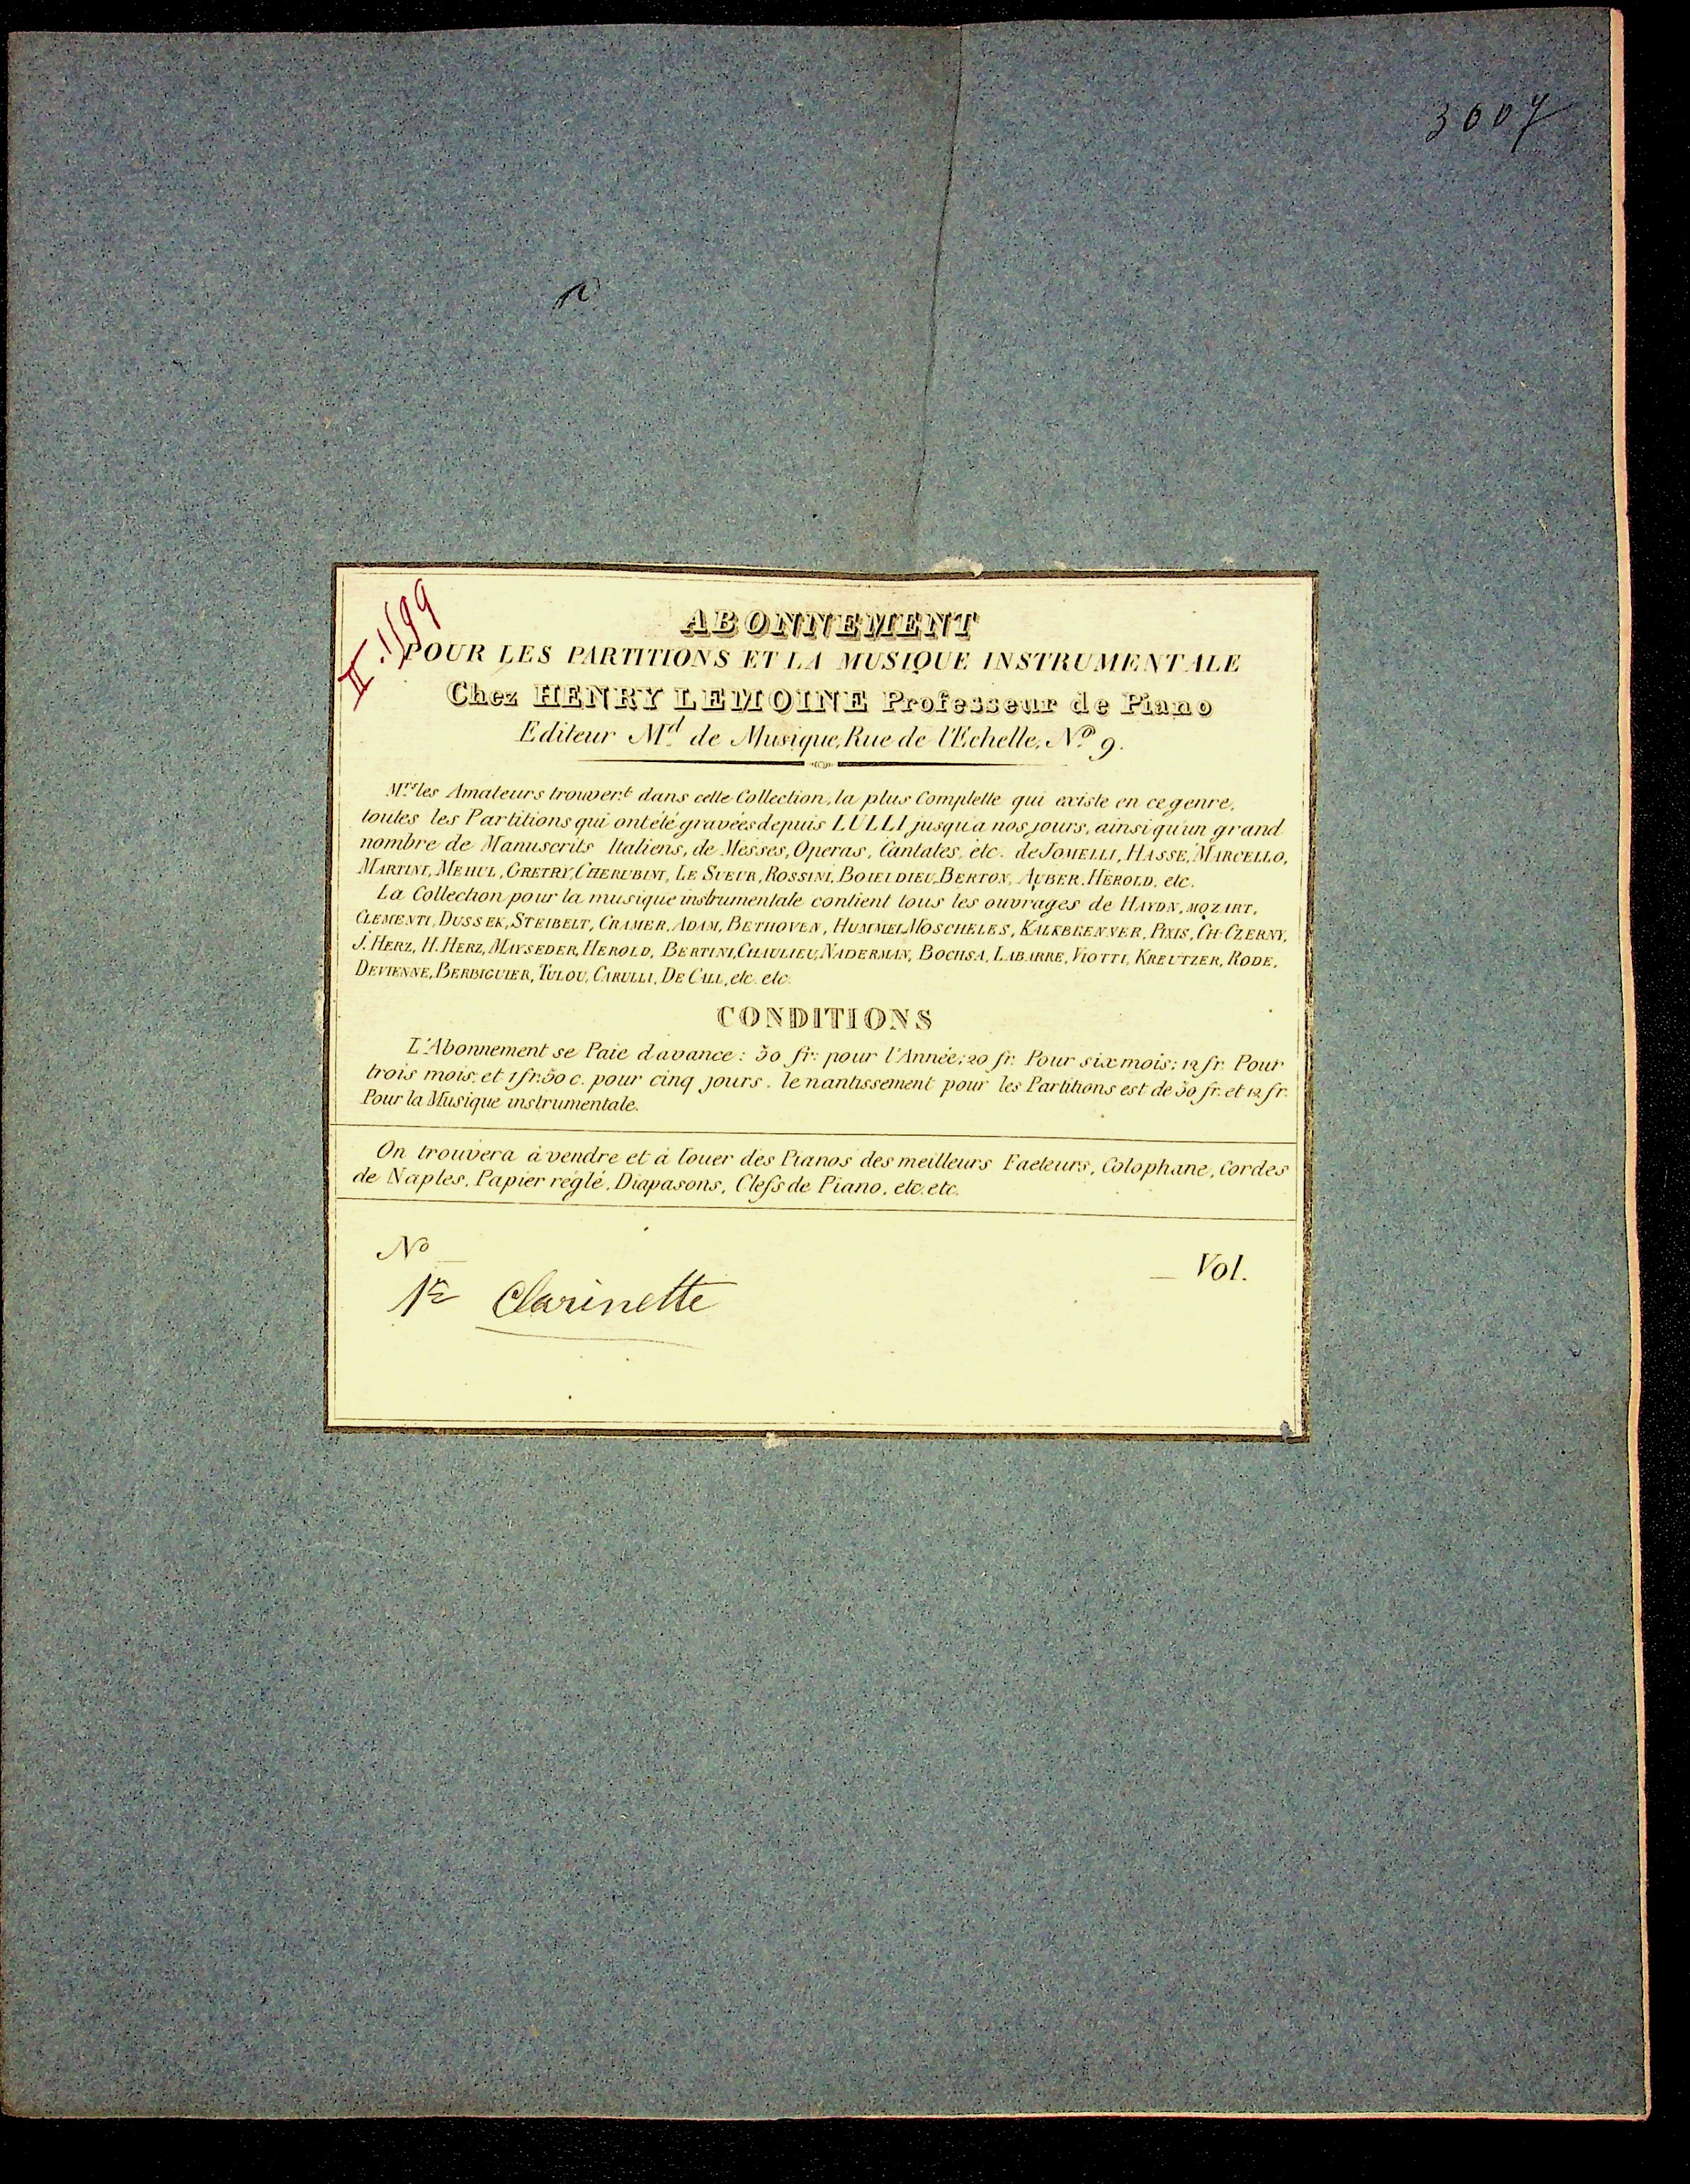 3007
II. 1199
ABONNEMENT
POUR LES PARTITIONS ET LA MUSIQUE INSTRUMENTALE
Chez HENRY LEMOINE Professeur de Piano
Editeur Md. de Musique, Rue de l'Echelle, No. 9.
Mrs. les Amateurs trouvert dans cette Collection, la plus Complette qui existe en ce genre,
toutes les Partitions qui ont été gravées depuis LULLI jusqu'a nos jours, ainsi qu'un grand
nombre de Manuscrits Italiens, de Messes, Operas, Cantates, etc. de JOMELLI, HASSE, MARCELLO,
MARTINI, MEHUL, GRETRY, CHERUBINI, LE SUEUR, ROSSINI, BOIELDIEU, BERTON, AUBER, HEROLD. etc.
La Collection pour la musique instrumentale contient tous les ouvrages de HAYDN, MOZART,
CLEMENTI, DUSSEK, STEIBELT, CRAMER, ADAM, BETHOVEN, HUMMEL, MOSCHELES, KALKBRENNER, PIXIS, CH. CZERNY,
J. HERZ, H. HERZ, MAYSEDER, HEROLD, BERTINI, CHAULIEU, NADERMAN, BOCHSA, LABARRE, VIOTTI, KREUTZER, RODE,
DEVIENNE, BERBIGUIER, TULOU, CARULLI, DE CALL, etc. etc.
CONDITIONS
L'Abonnement se Paie d'avance: 30 fr. pour l'Année; 20 fr. Pour six mois; 12 fr. Pour
trois mois, et 1 fr. 50 c. pour cinq jours. le nantissement pour les Partitions est de 30 fr. et 12 fr.
Pour la Musique instrumentale.
On trouvera à vendre et à louer des Pianos des meilleurs Facteurs, Colophane, Cordes
de Naples, Papier réglé, Diapasons, Clefs de Piano, etc. etc.
No Vol.
1re Clarinette